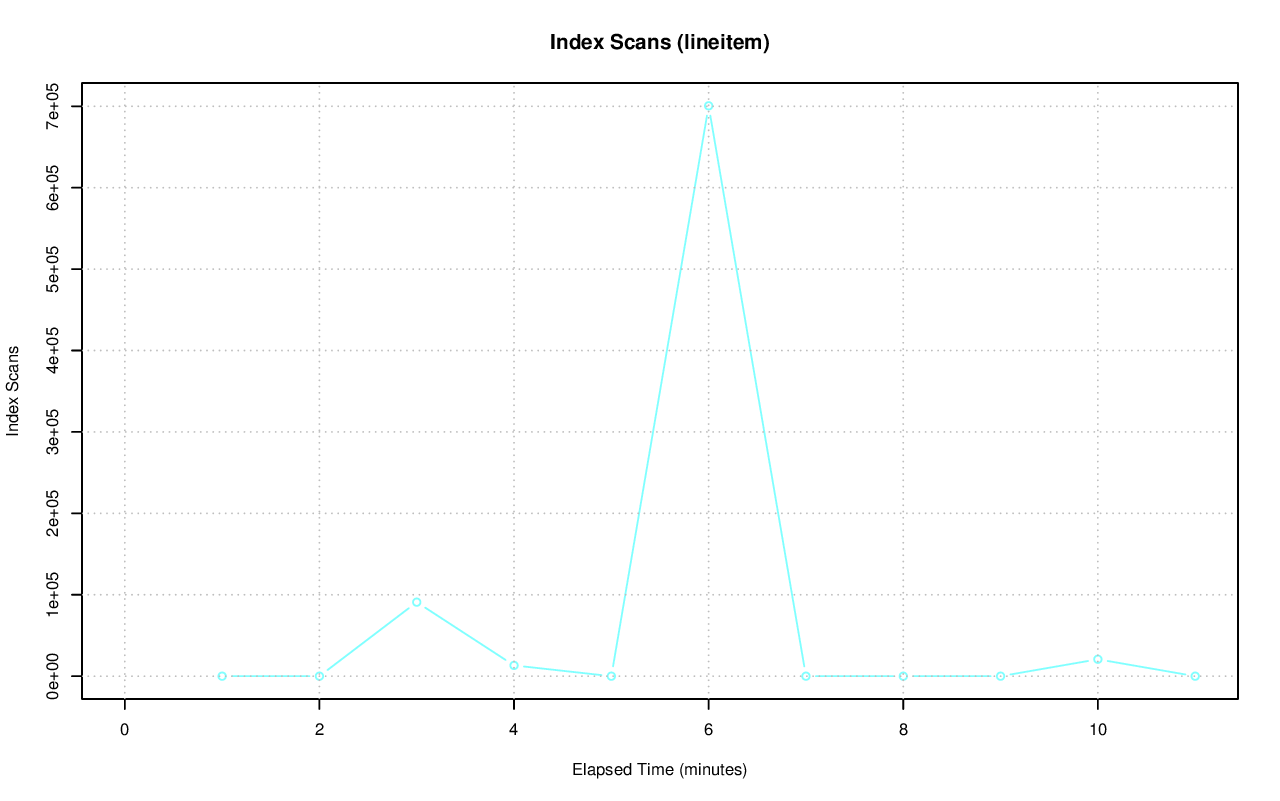 Index Scans (lineitem)
7e+05
6e+05
5e+05
4e+05
3e+05
2e+05
1e+05
0e+00
Index Scans
0 2 4 6 8 10
Elapsed Time (minutes)